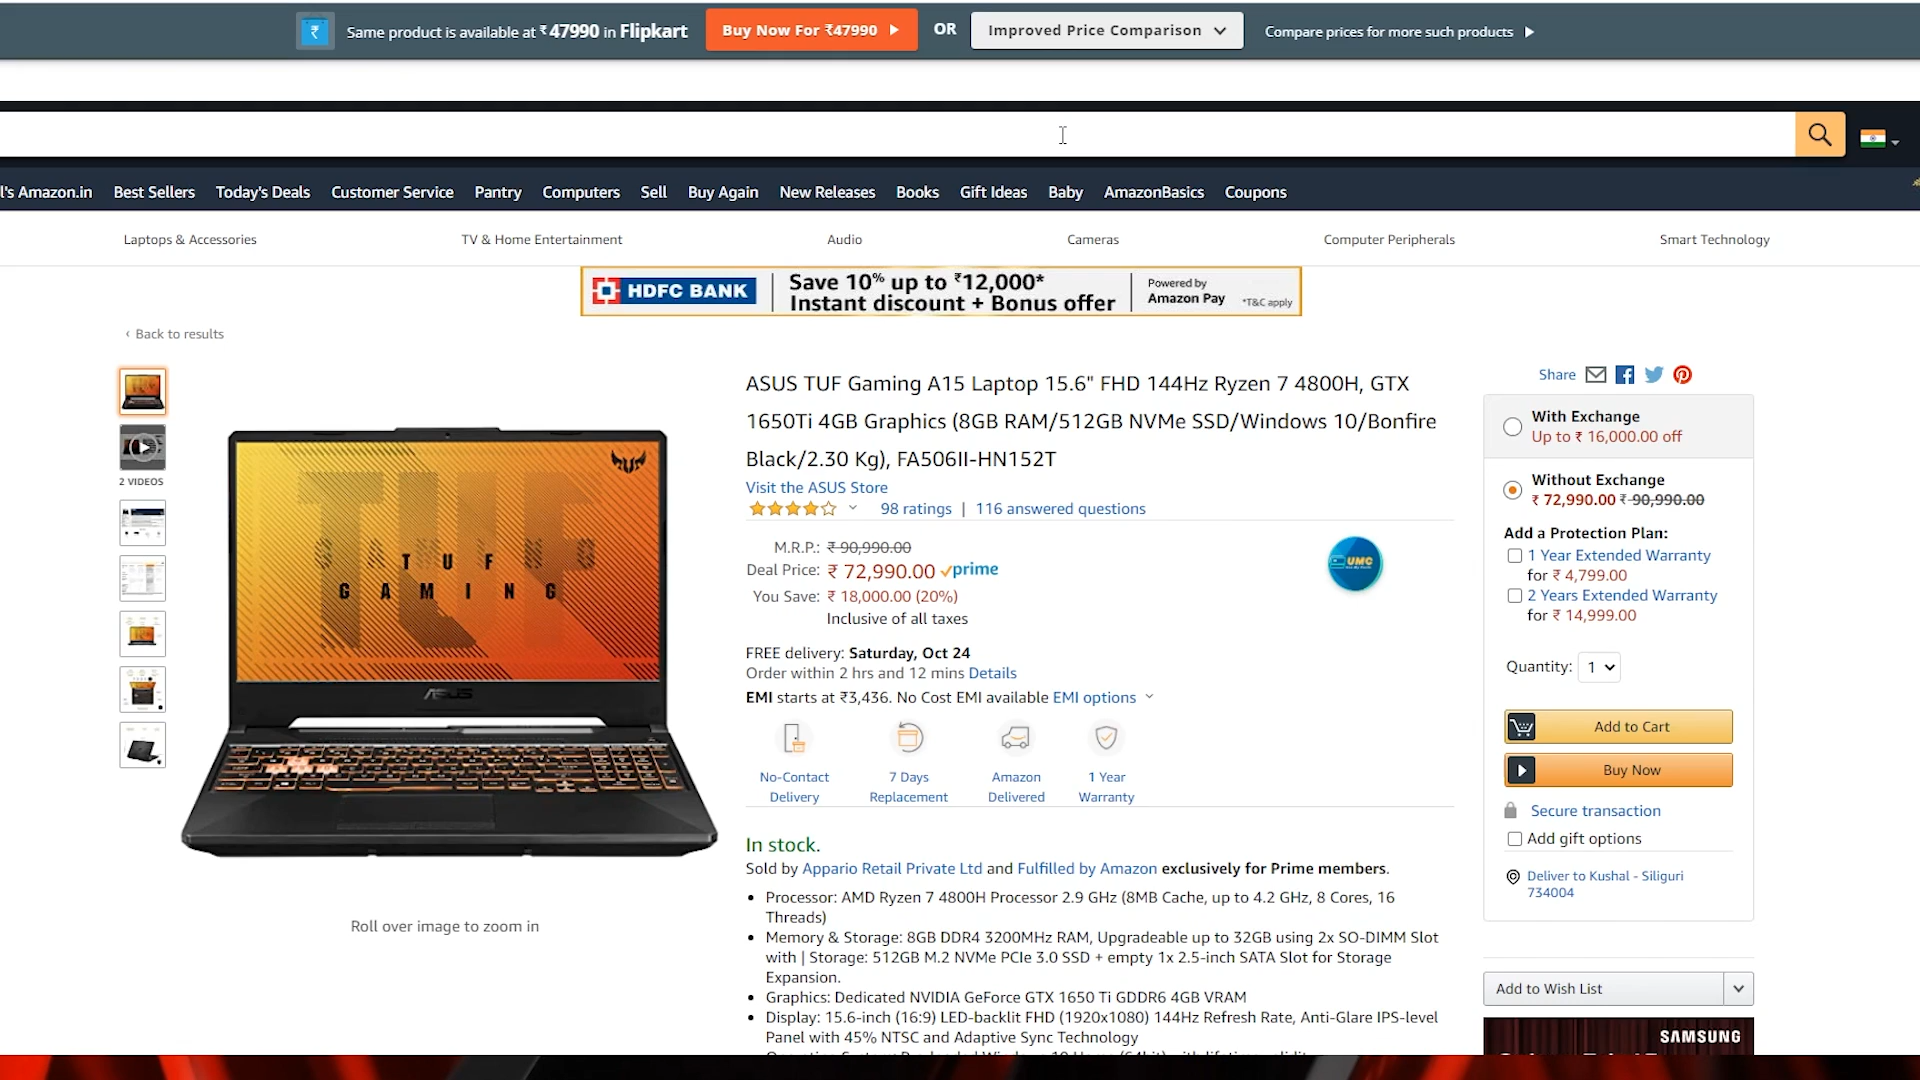 Same product is available at ₹47990 in Flipkart
Buy Now For ₹47990
OR
Improved Price Comparison
Compare prices for more such products
l's Amazon.in Best Sellers Today's Deals Customer Service Pantry Computers Sell Buy Again New Releases Books Gift Ideas Baby AmazonBasics Coupons
Laptops & Accessories TV & Home Entertainment Audio Cameras Computer Peripherals Smart Technology
HDFC BANK
Save 10% up to ₹12,000*
Instant discount + Bonus offer
Powered by
Amazon Pay
*T&C apply
‹ Back to results
2 VIDEOS
TUF
GAMING
ASUS
Roll over image to zoom in
ASUS TUF Gaming A15 Laptop 15.6" FHD 144Hz Ryzen 7 4800H, GTX
1650Ti 4GB Graphics (8GB RAM/512GB NVMe SSD/Windows 10/Bonfire
Black/2.30 Kg), FA506II-HN152T
Visit the ASUS Store
98 ratings | 116 answered questions
M.R.P.: ₹ 90,990.00
Deal Price: ₹ 72,990.00 prime
You Save: ₹ 18,000.00 (20%)
Inclusive of all taxes
UMC
FREE delivery: Saturday, Oct 24
Order within 2 hrs and 12 mins Details
EMI starts at ₹3,436. No Cost EMI available EMI options
No-Contact
Delivery
7 Days
Replacement
Amazon
Delivered
1 Year
Warranty
In stock.
Sold by Appario Retail Private Ltd and Fulfilled by Amazon exclusively for Prime members.
• Processor: AMD Ryzen 7 4800H Processor 2.9 GHz (8MB Cache, up to 4.2 GHz, 8 Cores, 16
Threads)
• Memory & Storage: 8GB DDR4 3200MHz RAM, Upgradeable up to 32GB using 2x SO-DIMM Slot
with | Storage: 512GB M.2 NVMe PCIe 3.0 SSD + empty 1x 2.5-inch SATA Slot for Storage
Expansion.
• Graphics: Dedicated NVIDIA GeForce GTX 1650 Ti GDDR6 4GB VRAM
• Display: 15.6-inch (16:9) LED-backlit FHD (1920x1080) 144Hz Refresh Rate, Anti-Glare IPS-level
Panel with 45% NTSC and Adaptive Sync Technology
Share
With Exchange
Up to ₹ 16,000.00 off
Without Exchange
₹ 72,990.00 ₹ 90,990.00
Add a Protection Plan:
1 Year Extended Warranty
for ₹ 4,799.00
2 Years Extended Warranty
for ₹ 14,999.00
Quantity: 1
Add to Cart
Buy Now
Secure transaction
Add gift options
Deliver to Kushal - Siliguri
734004
Add to Wish List
SAMSUNG